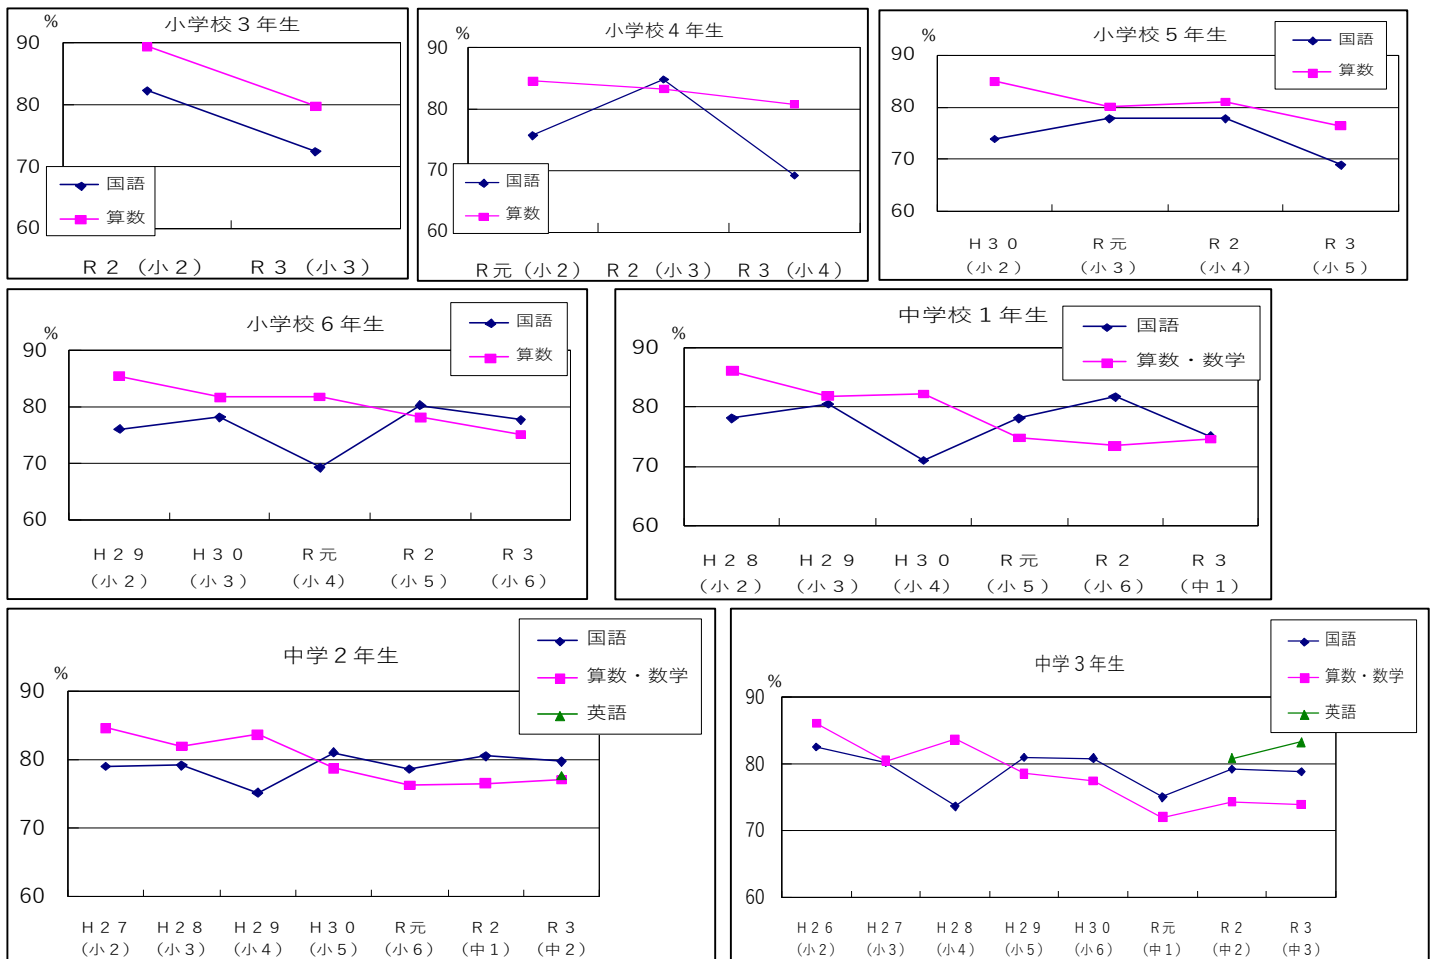 小学校３年生
%
90
80
70
60
国語
算数
Ｒ２（小２）
Ｒ３（小３）
小学校４年生
%
90
80
70
60
国語
算数
Ｒ元（小２）
Ｒ２（小３）
Ｒ３（小４）
小学校５年生
%
90
80
70
60
国語
算数
Ｈ３０
（小２）
Ｒ元
（小３）
Ｒ２
（小４）
Ｒ３
（小５）
小学校６年生
%
90
80
70
60
国語
算数
Ｈ２９
（小２）
Ｈ３０
（小３）
Ｒ元
（小４）
Ｒ２
（小５）
Ｒ３
（小６）
中学校１年生
%
90
80
70
60
国語
算数・数学
Ｈ２８
（小２）
Ｈ２９
（小３）
Ｈ３０
（小４）
Ｒ元
（小５）
Ｒ２
（小６）
Ｒ３
（中１）
中学２年生
%
90
80
70
60
国語
算数・数学
英語
Ｈ２７
（小２）
Ｈ２８
（小３）
Ｈ２９
（小４）
Ｈ３０
（小５）
Ｒ元
（小６）
Ｒ２
（中１）
Ｒ３
（中２）
中学３年生
%
90
80
70
60
国語
算数・数学
英語
Ｈ２６
（小２）
Ｈ２７
（小３）
Ｈ２８
（小４）
Ｈ２９
（小５）
Ｈ３０
（小６）
Ｒ元
（中１）
Ｒ２
（中２）
Ｒ３
（中３）